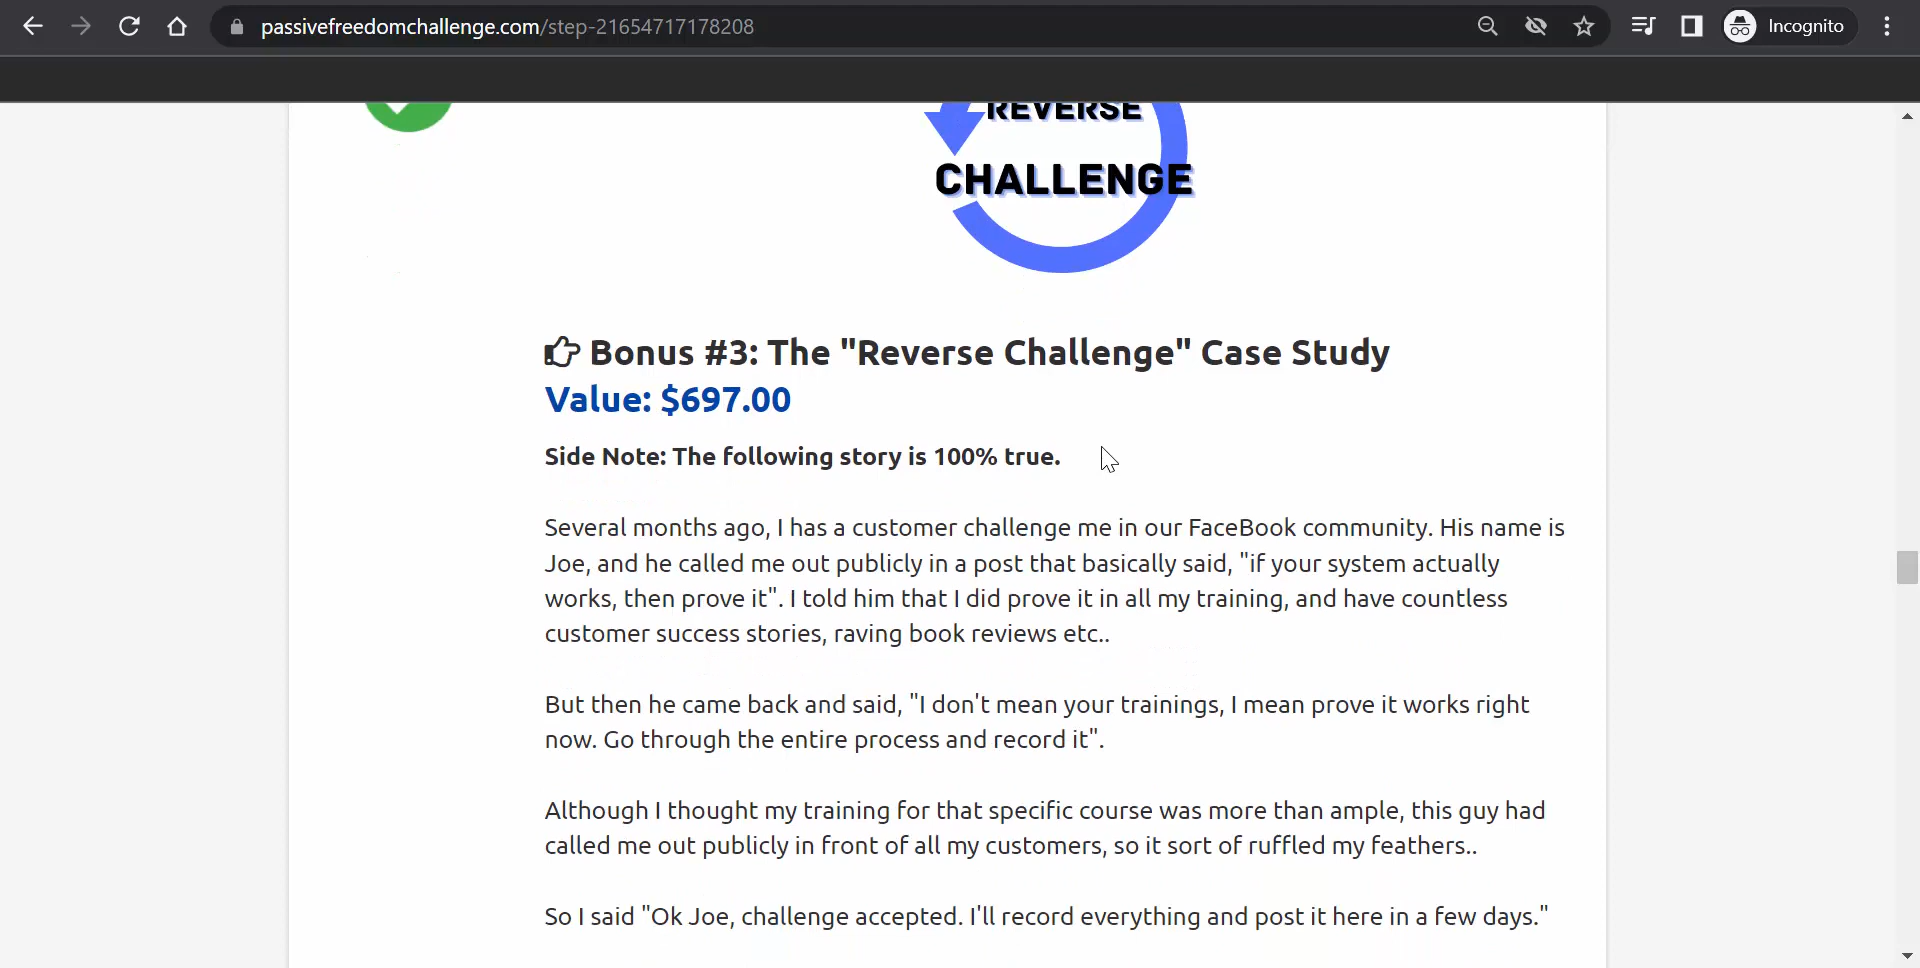 passivefreedomchallenge.com/step-21654717178208
Incognito
REVERSE
CHALLENGE
Bonus #3: The "Reverse Challenge" Case Study
Value: $697.00
Side Note: The following story is 100% true.
Several months ago, I has a customer challenge me in our FaceBook community. His name is
Joe, and he called me out publicly in a post that basically said, "if your system actually
works, then prove it". I told him that I did prove it in all my training, and have countless
customer success stories, raving book reviews etc..
But then he came back and said, "I don't mean your trainings, I mean prove it works right
now. Go through the entire process and record it".
Although I thought my training for that specific course was more than ample, this guy had
called me out publicly in front of all my customers, so it sort of ruffled my feathers..
So I said "Ok Joe, challenge accepted. I'll record everything and post it here in a few days."